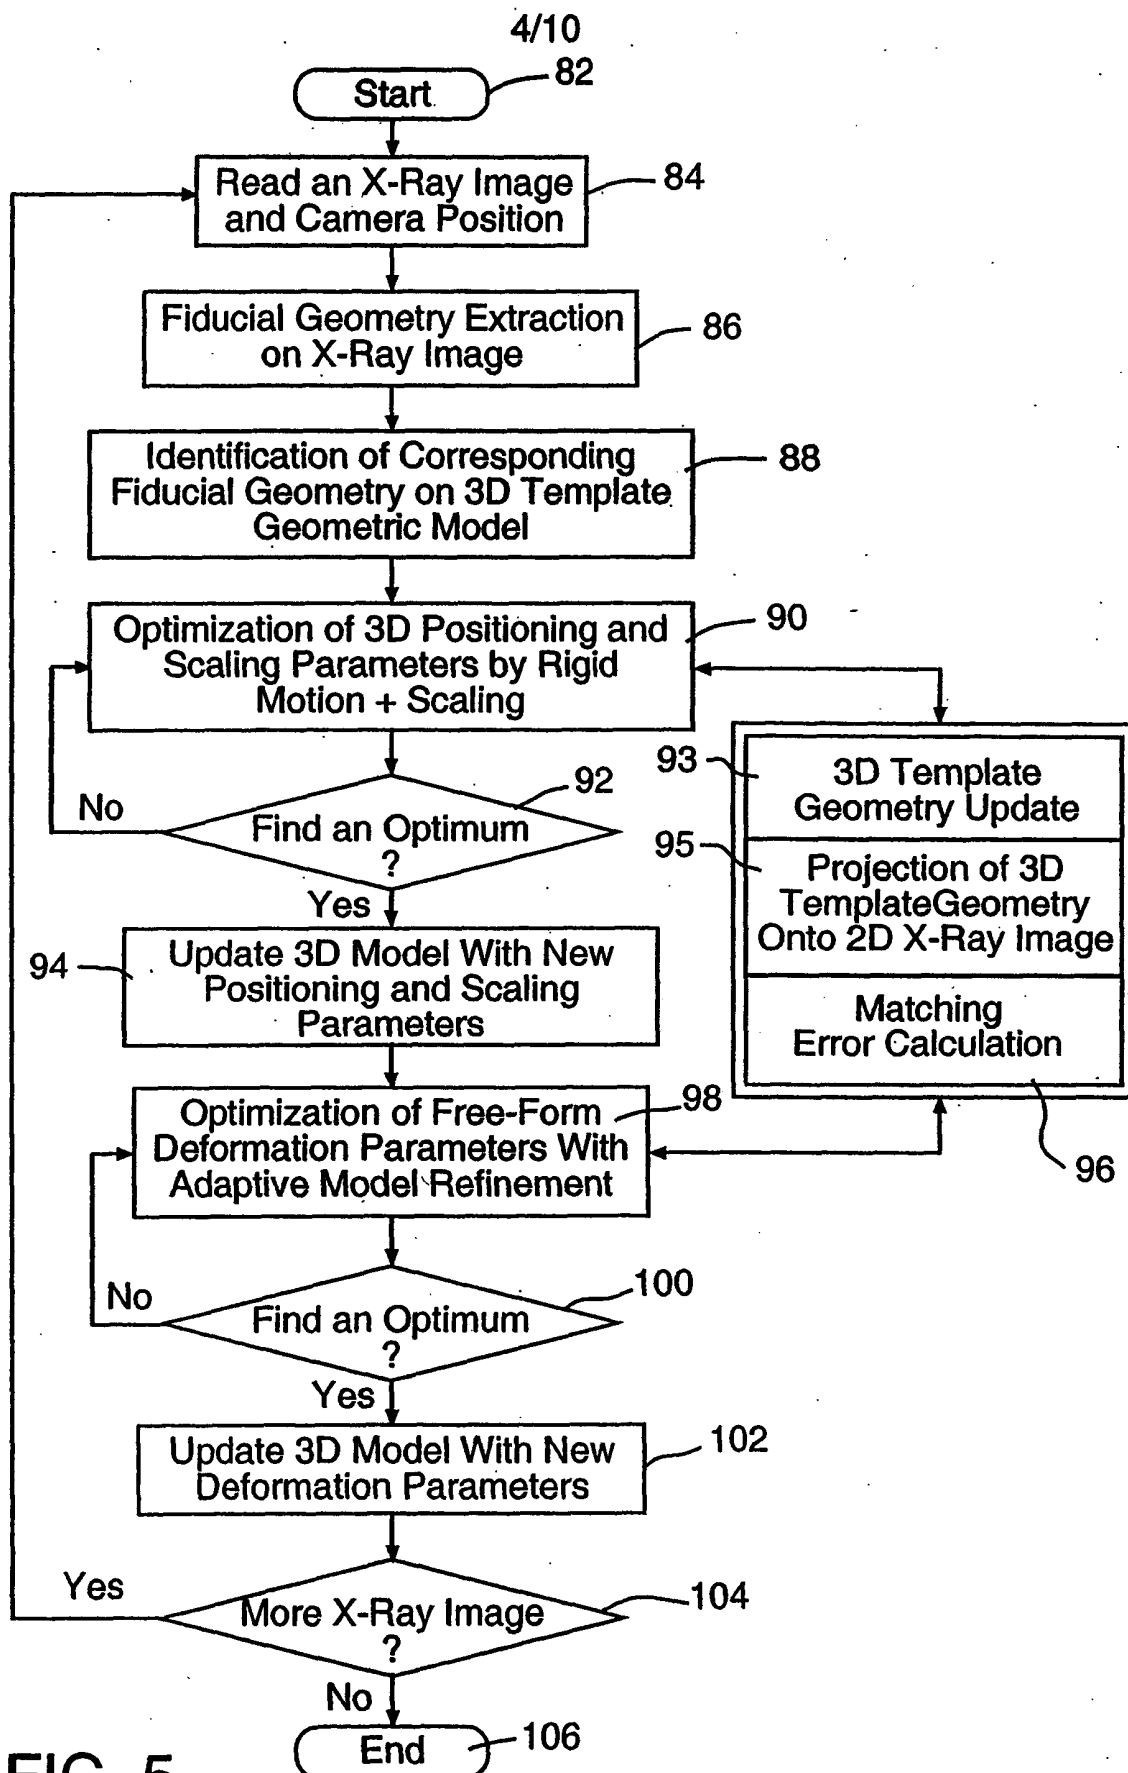 4/10
Start
82
Read an X-Ray Image
and Camera Position
84
Fiducial Geometry Extraction
on X-Ray Image
86
Identification of Corresponding
Fiducial Geometry on 3D Template
Geometric Model
88
Optimization of 3D Positioning and
Scaling Parameters by Rigid
Motion + Scaling
90
93
3D Template
Geometry Update
95
Projection of 3D
TemplateGeometry
Onto 2D X-Ray Image
Matching
Error Calculation
96
No
Find an Optimum
?
92
Yes
94
Update 3D Model With New
Positioning and Scaling
Parameters
Optimization of Free-Form
Deformation Parameters With
Adaptive Model Refinement
98
No
Find an Optimum
?
100
Yes
Update 3D Model With New
Deformation Parameters
102
Yes
More X-Ray Image
?
104
No
End
106
FIG. 5